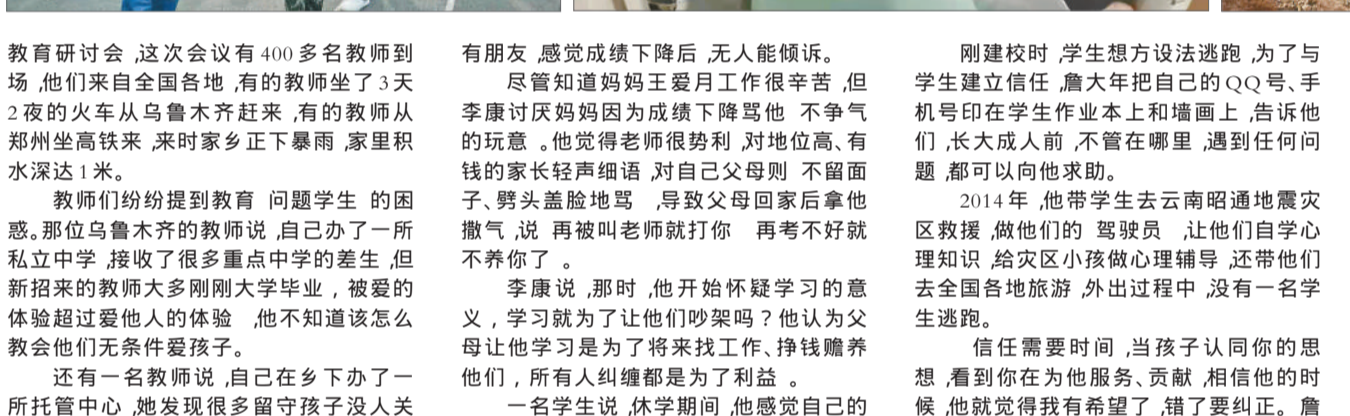 教育研讨会,这次会议有400多名教师到
场,他们来自全国各地,有的教师坐了3天
2夜的火车从乌鲁木齐赶来,有的教师从
郑州坐高铁来,来时家乡正下暴雨,家里积
水深达1米。
教师们纷纷提到教育 问题学生 的困
惑。那位乌鲁木齐的教师说,自己办了一所
私立中学,接收了很多重点中学的差生,但
新招来的教师大多刚刚大学毕业，被爱的
体验超过爱他人的体验 ,他不知道该怎么
教会他们无条件爱孩子。
还有一名教师说,自己在乡下办了一
所托管中心,她发现很多留守孩子没人关
有朋友,感觉成绩下降后,无人能倾诉。
尽管知道妈妈王爱月工作很辛苦,但
李康讨厌妈妈因为成绩下降骂他 不争气
的玩意 。他觉得老师很势利,对地位高、有
钱的家长轻声细语,对自己父母则 不留面
子、劈头盖脸地骂 ,导致父母回家后拿他
撒气,说 再被叫老师就打你 再考不好就
不养你了 。
李康说,那时,他开始怀疑学习的意
义，学习就为了让他们吵架吗？他认为父
母让他学习是为了将来找工作、挣钱赡养
他们，所有人纠缠都是为了利益 。
一名学生说,休学期间,他感觉自己的
刚建校时,学生想方设法逃跑,为了与
学生建立信任,詹大年把自己的QQ号、手
机号印在学生作业本上和墙画上,告诉他
们,长大成人前,不管在哪里,遇到任何问
题,都可以向他求助。
2014年,他带学生去云南昭通地震灾
区救援,做他们的 驾驶员 ,让他们自学心
理知识,给灾区小孩做心理辅导,还带他们
去全国各地旅游,外出过程中,没有一名学
生逃跑。
信任需要时间,当孩子认同你的思
想,看到你在为他服务、贡献,相信他的时
候,他就觉得我有希望了,错了要纠正。詹